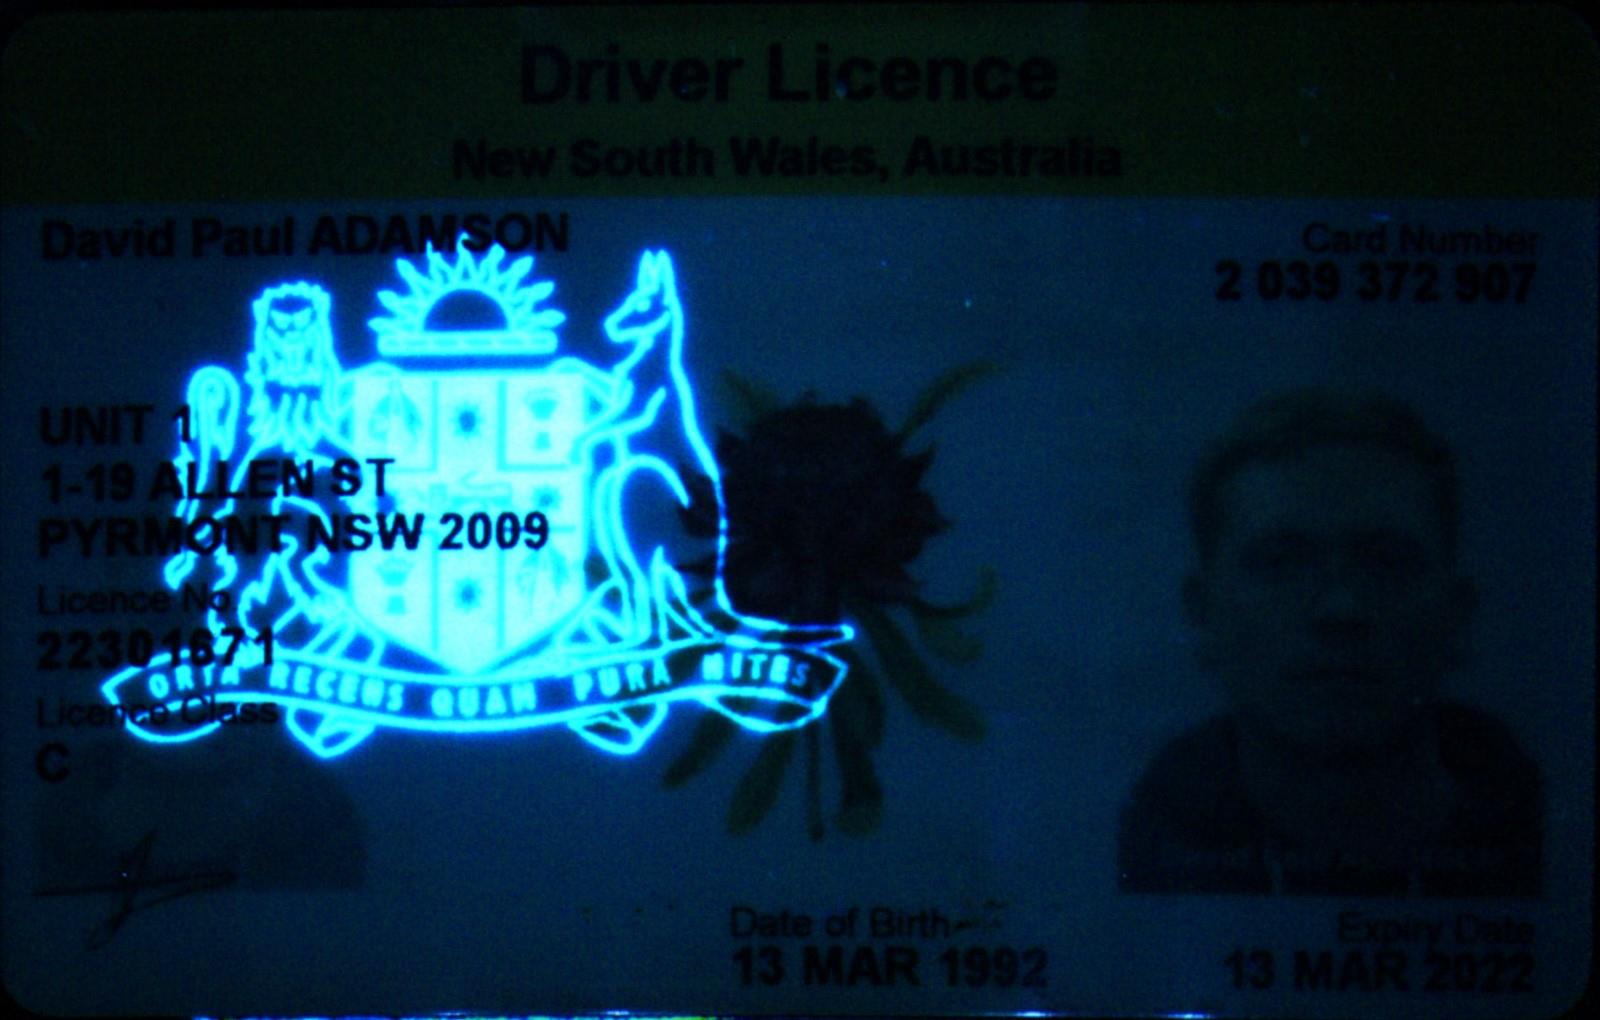 Driver Licence
New South Wales, Australia
David Paul ADAMSON
Card Number
2 039 372 907
UNIT 1
1-19 ALLEN ST
PYRMONT NSW 2009
Licence No.
22301671
ORTA RECENS QUAM PURA NITES
Licence Class
C
Date of Birth
13 MAR 1992
Expiry Date
13 MAR 2022